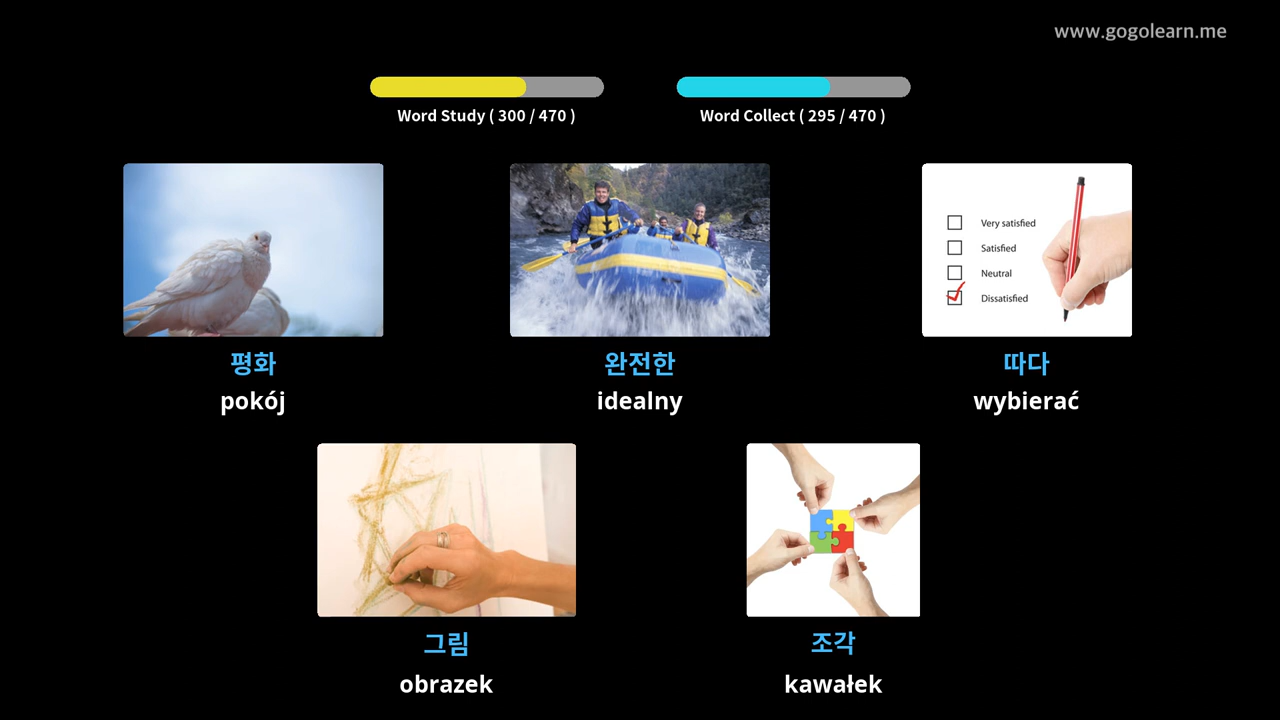 www.gogolearn.me
Word Study ( 300 / 470 )
Word Collect ( 295 / 470 )
Very satisfied
Satisfied
Neutral
Dissatisfied
평화
pokój
완전한
idealny
따다
wybierać
그림
obrazek
조각
kawałek